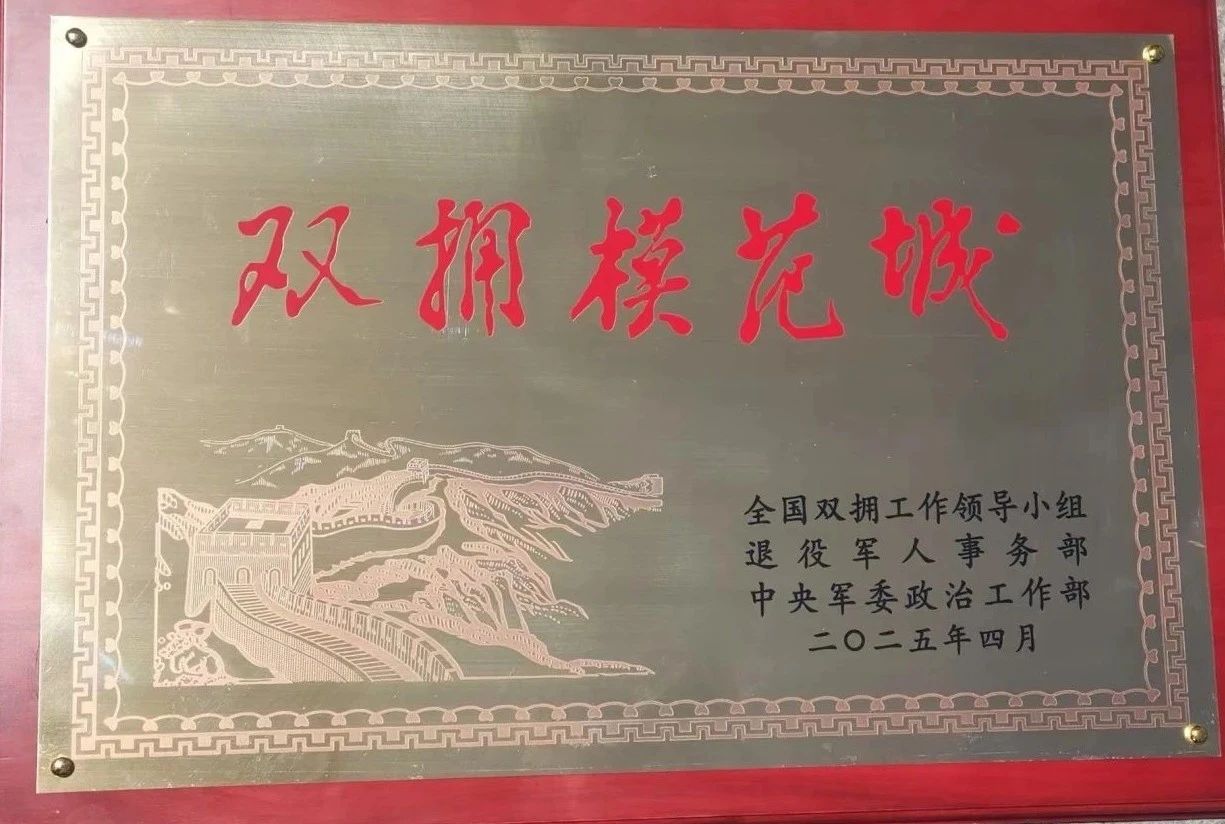 双拥模范城
全国双拥工作领导小组
退役军人事务部
中央军委政治工作部
二〇二五年四月